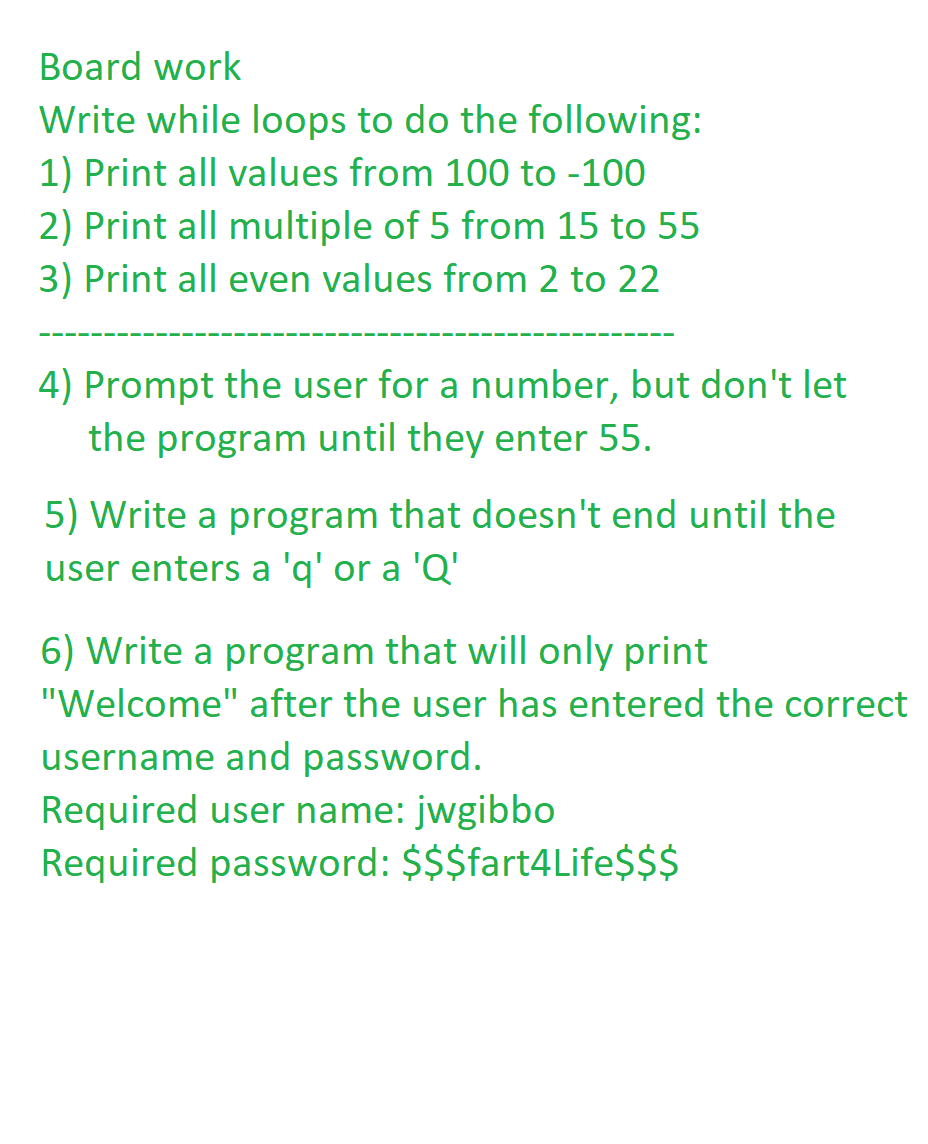 Board work
Write while loops to do the following:
1) Print all values from 100 to -100
2) Print all multiple of 5 from 15 to 55
3) Print all even values from 2 to 22
-------------------------------------------------
4) Prompt the user for a number, but don't let
the program until they enter 55.
5) Write a program that doesn't end until the
user enters a 'q' or a 'Q'
6) Write a program that will only print
"Welcome" after the user has entered the correct
username and password.
Required user name: jwgibbo
Required password: $$$fart4Life$$$